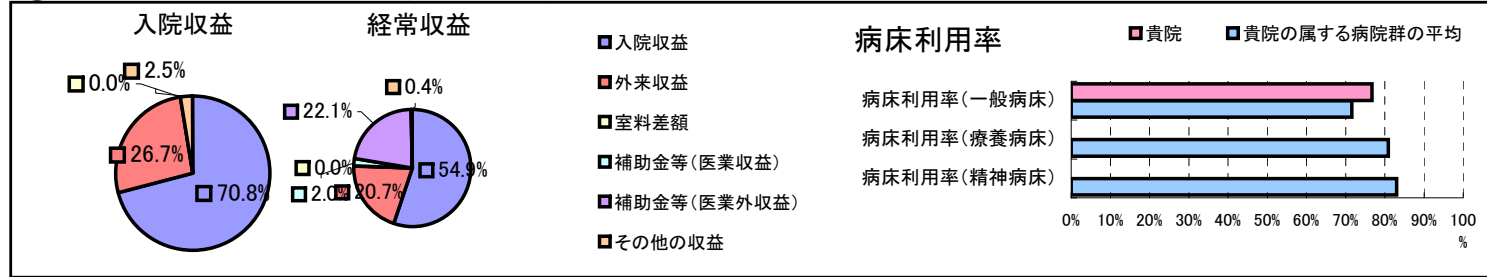 入院収益
2.5%
0.0%
26.7%
70.8%
経常収益
0.4%
22.1%
0.0%
2.0%
20.7%
54.9%
入院収益
外来収益
室料差額
補助金等(医業収益)
補助金等(医業外収益)
その他の収益
病床利用率
貴院
貴院の属する病院群の平均
病床利用率(一般病床)
病床利用率(療養病床)
病床利用率(精神病床)
0% 10% 20% 30% 40% 50% 60% 70% 80% 90% 100
%